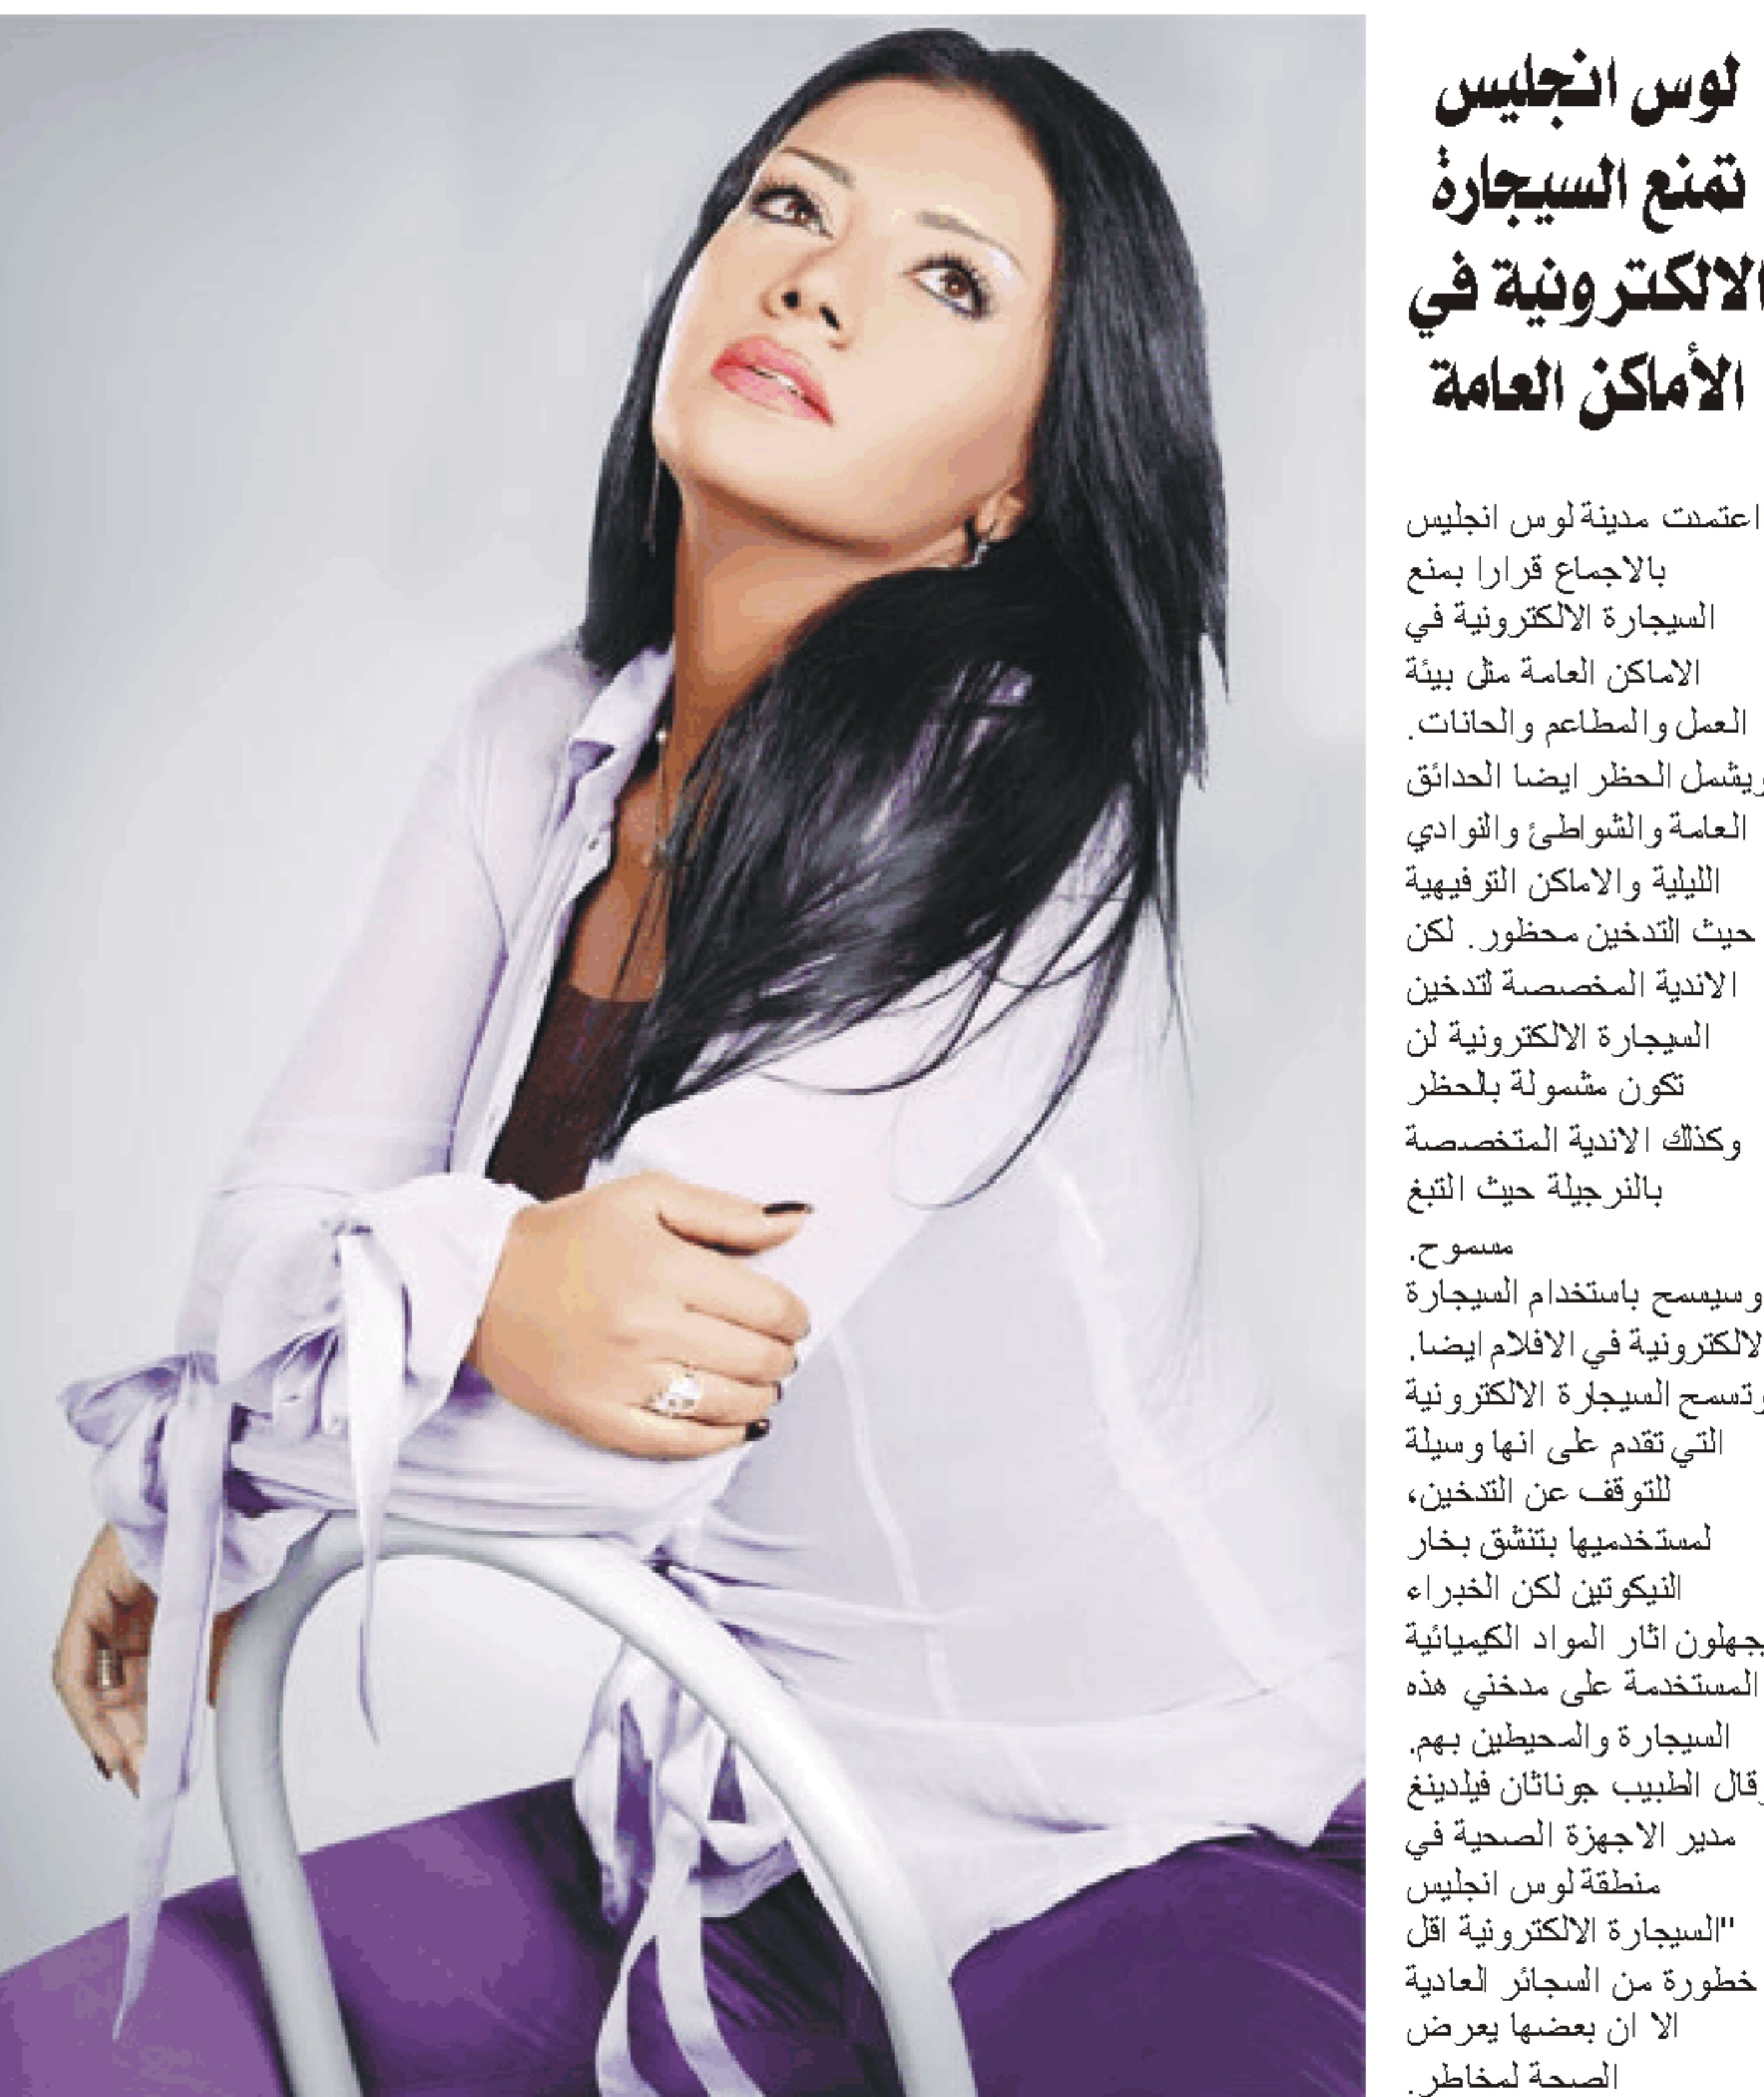 لوس انجليس
تمنع السيجارة
الالكترونية في
الأماكن العامة
اعتمدت مدينة لوس انجليس
بالاجماع قرارا بمنع
السيجارة الالكترونية في
الاماكن العامة مثل بيئة
العمل والمطاعم والحانات.
ويشمل الحظر ايضا الحدائق
العامة والشواطئ والنوادي
الليلية والاماكن الترفيهية
حيث التدخين محظور. لكن
الاندية المخصصة لتدخين
السيجارة الالكترونية لن
تكون مشمولة بالحظر
وكذلك الاندية المتخصصة
بالنرجيلة حيث التبغ
مسموح.
وسيسمح باستخدام السيجارة
الالكترونية في الافلام ايضا.
وتسمح السيجارة الالكترونية
التي تقدم على انها وسيلة
للتوقف عن التدخين،
لمستخدميها بتنشق بخار
النيكوتين لكن الخبراء
يجهلون اثار المواد الكيميائية
المستخدمة على مدخني هذه
السيجارة والمحيطين بهم.
وقال الطبيب جوناثان فيلدينغ
مدير الاجهزة الصحية في
منطقة لوس انجليس
"السيجارة الالكترونية اقل
خطورة من السجائر العادية
الا ان بعضها يعرض
الصحة لمخاطر.